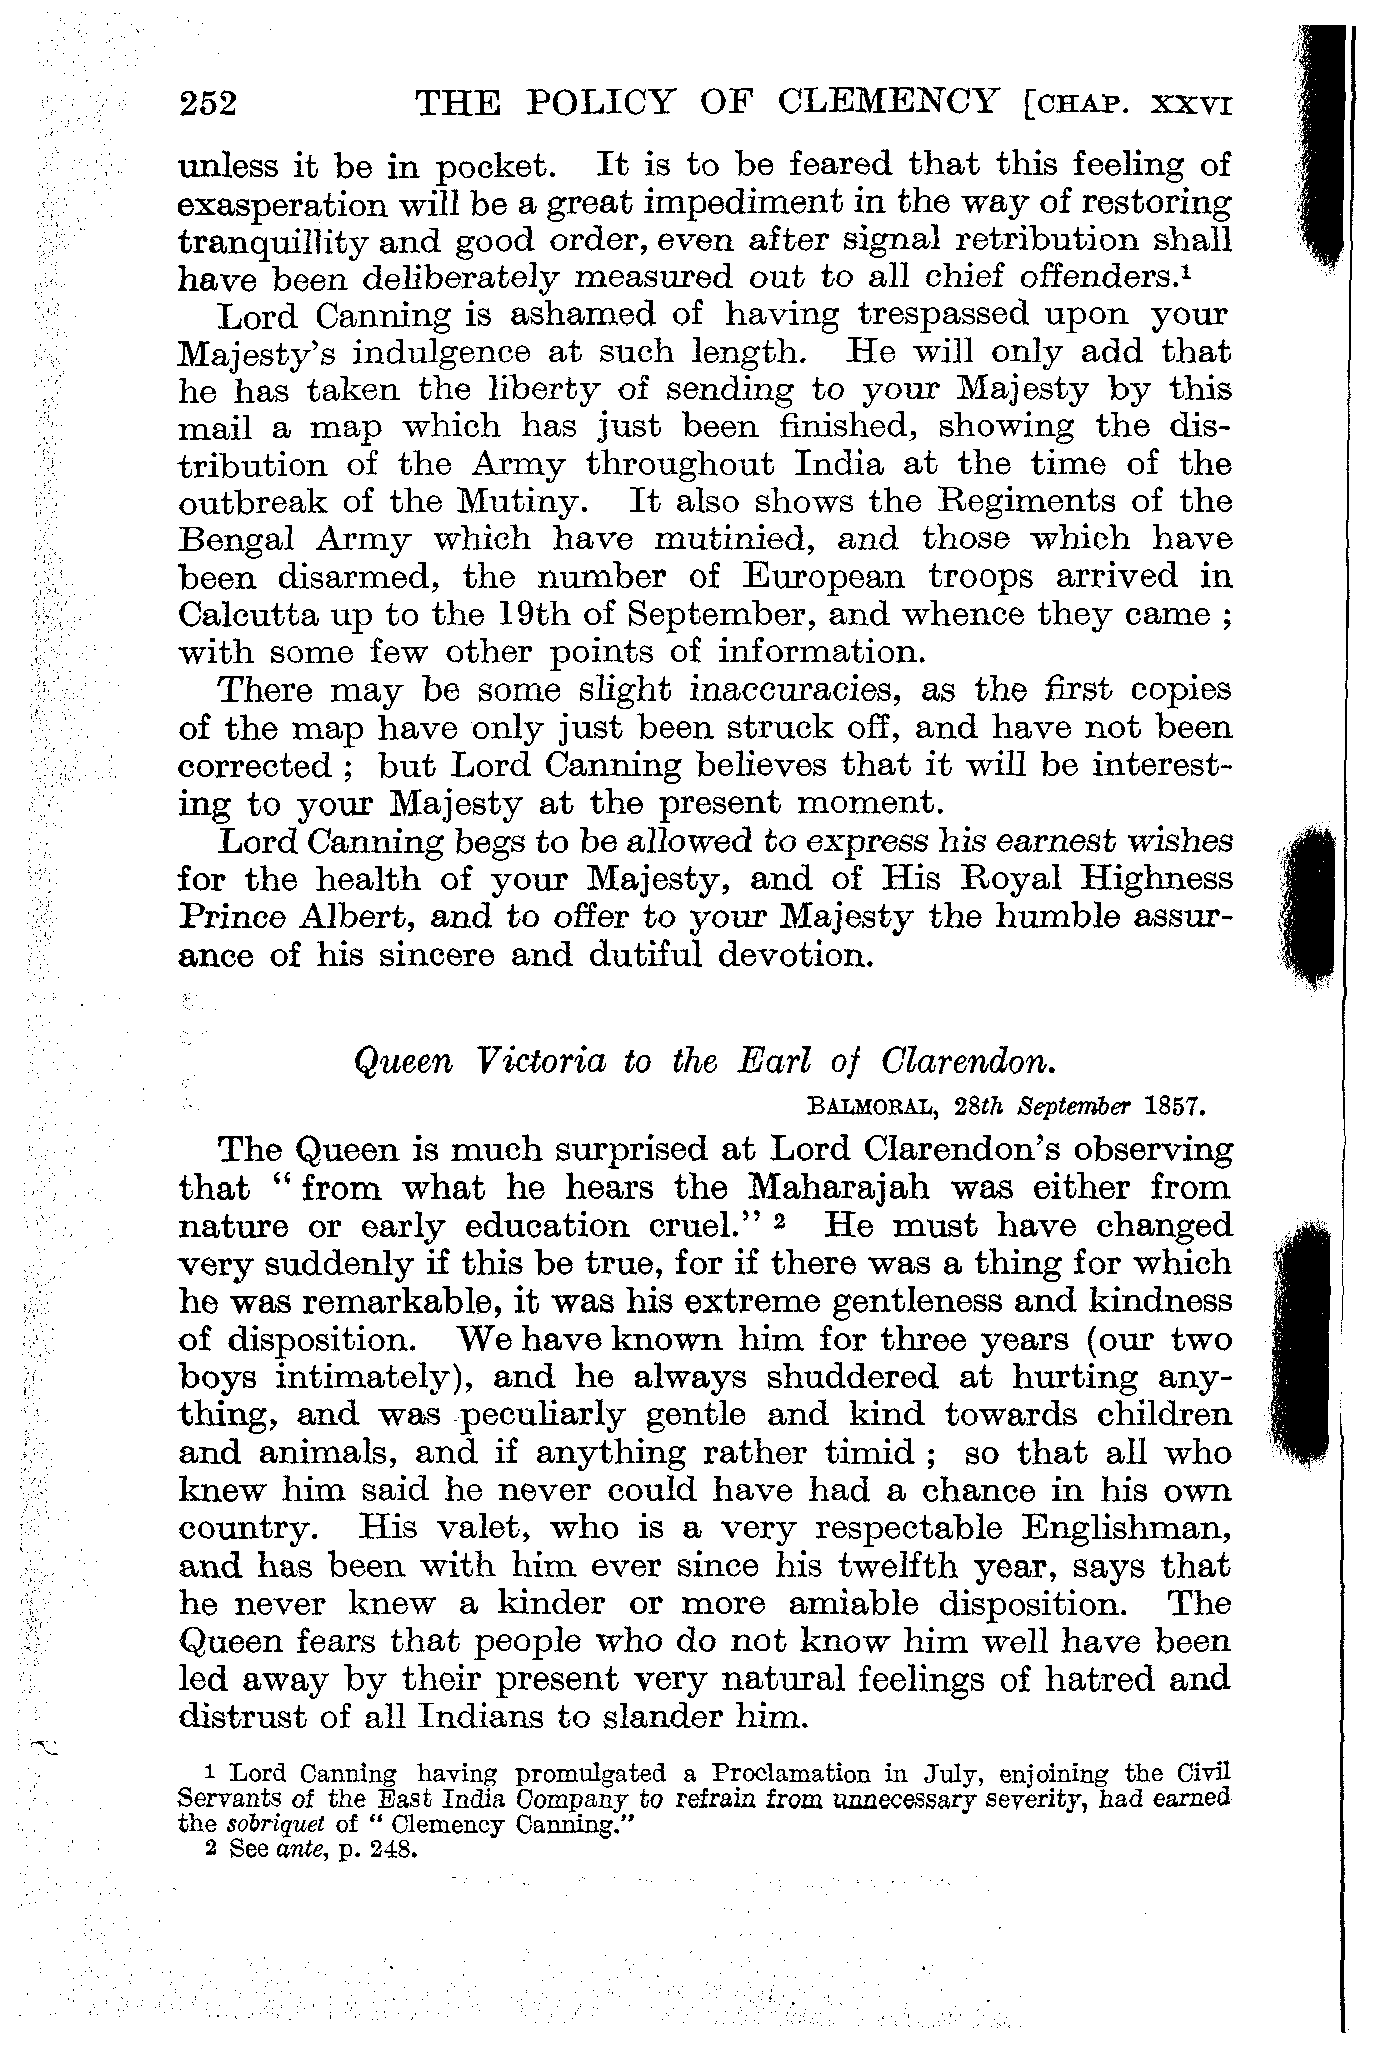 252 THE POLICY OF CLEMENCY [CHAP. XXVI
unless it be in pocket. It is to be feared that this feeling of
exasperation will be a great impediment in the way of restoring
tranquillity and good order, even after signal retribution shall
have been deliberately measured out to all chief offenders.¹
Lord Canning is ashamed of having trespassed upon your
Majesty's indulgence at such length. He will only add that
he has taken the liberty of sending to your Majesty by this
mail a map which has just been finished, showing the dis-
tribution of the Army throughout India at the time of the
outbreak of the Mutiny. It also shows the Regiments of the
Bengal Army which have mutinied, and those which have
been disarmed, the number of European troops arrived in
Calcutta up to the 19th of September, and whence they came ;
with some few other points of information.
There may be some slight inaccuracies, as the first copies
of the map have only just been struck off, and have not been
corrected ; but Lord Canning believes that it will be interest-
ing to your Majesty at the present moment.
Lord Canning begs to be allowed to express his earnest wishes
for the health of your Majesty, and of His Royal Highness
Prince Albert, and to offer to your Majesty the humble assur-
ance of his sincere and dutiful devotion.
Queen Victoria to the Earl of Clarendon.
BALMORAL, 28th September 1857.
The Queen is much surprised at Lord Clarendon's observing
that " from what he hears the Maharajah was either from
nature or early education cruel." ² He must have changed
very suddenly if this be true, for if there was a thing for which
he was remarkable, it was his extreme gentleness and kindness
of disposition. We have known him for three years (our two
boys intimately), and he always shuddered at hurting any-
thing, and was peculiarly gentle and kind towards children
and animals, and if anything rather timid ; so that all who
knew him said he never could have had a chance in his own
country. His valet, who is a very respectable Englishman,
and has been with him ever since his twelfth year, says that
he never knew a kinder or more amiable disposition. The
Queen fears that people who do not know him well have been
led away by their present very natural feelings of hatred and
distrust of all Indians to slander him.
1 Lord Canning having promulgated a Proclamation in July, enjoining the Civil
Servants of the East India Company to refrain from unnecessary severity, had earned
the sobriquet of " Clemency Canning."
2 See ante, p. 248.